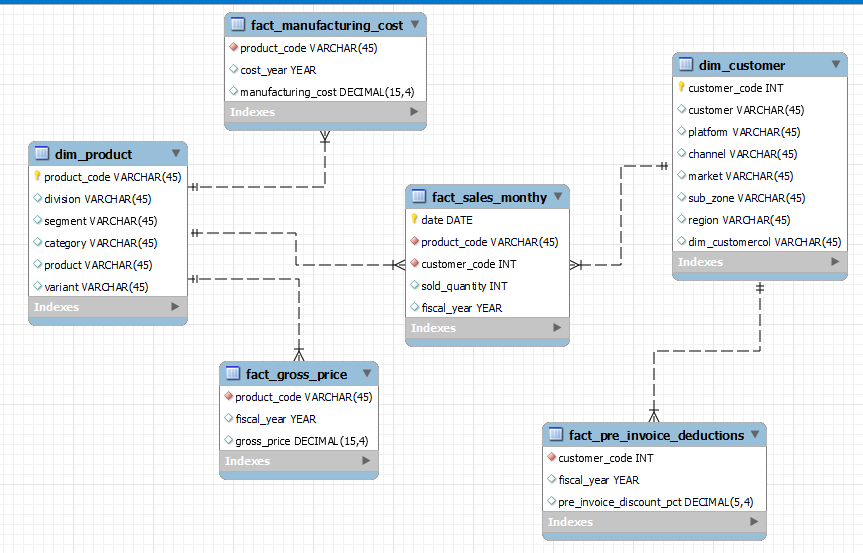 fact_manufacturing_cost
product_code VARCHAR(45)
cost_year YEAR
manufacturing_cost DECIMAL(15,4)
Indexes
dim_customer
customer_code INT
customer VARCHAR(45)
platfom VARCHAR(45)
channel VARCHAR(45)
market VARCHAR(45)
sub_zone VARCHAR(45)
region VARCHAR(45)
dim_customercol VARCHAR(45)
Indexes
dim_product
product_code VARCHAR(45)
division VARCHAR(45)
segment VARCHAR(45)
category VARCHAR(45)
product VARCHAR(45)
variant VARCHAR(45)
Indexes
fact_sales_monthy
date DATE
product_code VARCHAR(45)
customer_code INT
sold_quantity INT
fiscal_year YEAR
Indexes
fact_gross_price
product_code VARCHAR(45)
fiscal_year YEAR
gross_price DECIMAL(15,4)
Indexes
fact_pre_invoice_deductions
customer_code INT
fiscal_year YEAR
pre_invoice_discount_pct DECIMAL(5,4)
Indexes